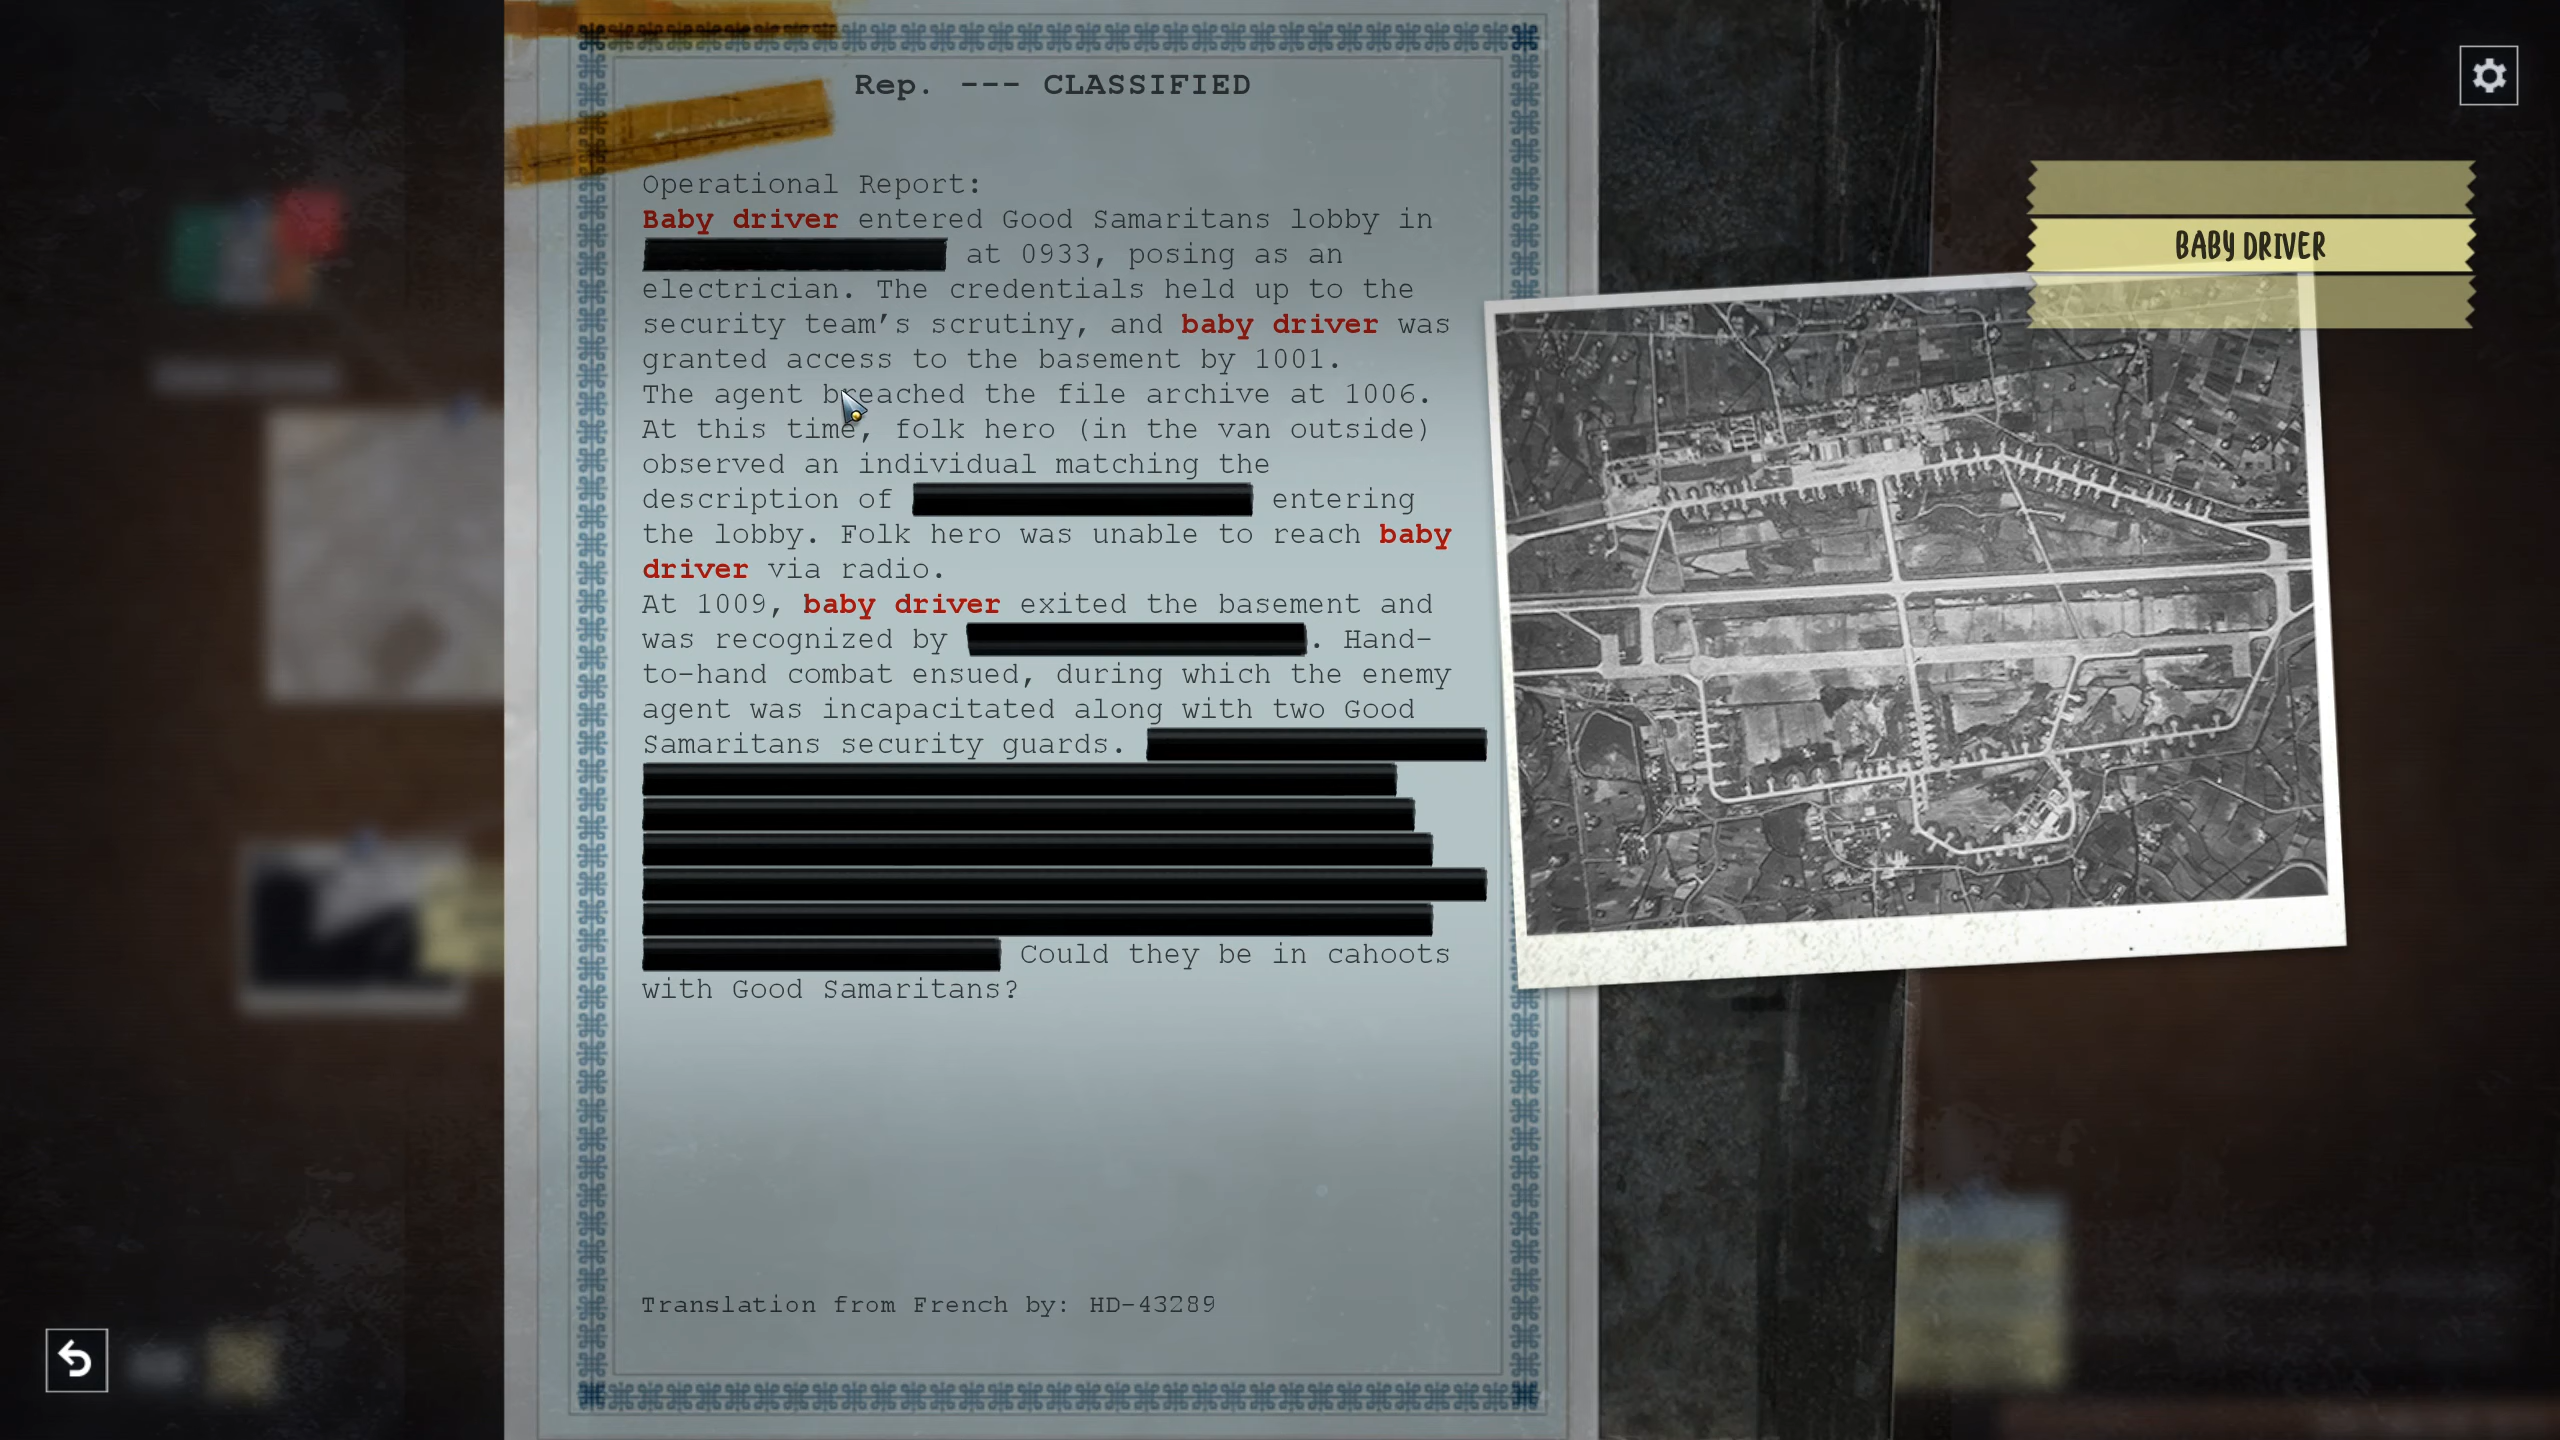 Rep. --- CLASSIFIED
Operational Report:
Baby driver entered Good Samaritans lobby in
at 0933, posing as an
electrician. The credentials held up to the
security team's scrutiny, and baby driver was
granted access to the basement by 1001.
The agent breached the file archive at 1006.
At this time, folk hero (in the van outside)
observed an individual matching the
description of entering
the lobby. Folk hero was unable to reach baby
driver via radio.
At 1009, baby driver exited the basement and
was recognized by . Hand-
to-hand combat ensued, during which the enemy
agent was incapacitated along with two Good
Samaritans security guards.
Could they be in cahoots
with Good Samaritans?
Translation from French by: HD-43289
BABY DRIVER